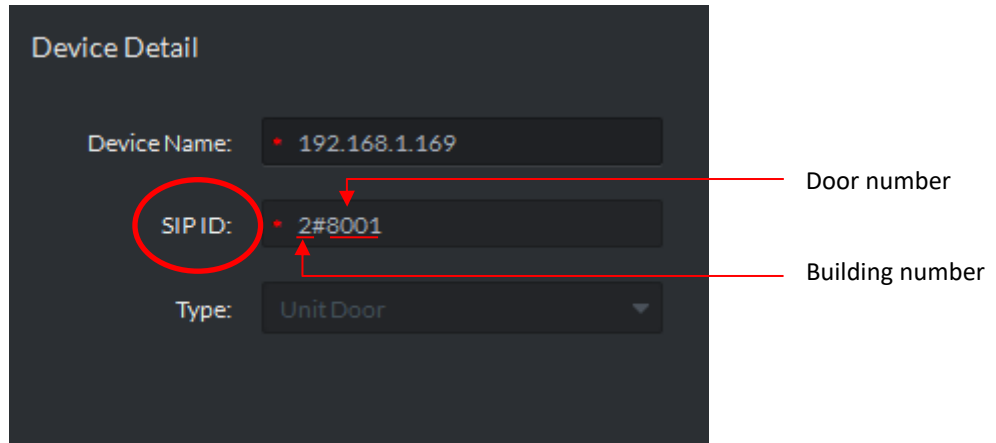 Device Detail
Device Name: * 192.168.1.169
Door number
SIP ID: * 2#8001
Building number
Type: Unit Door